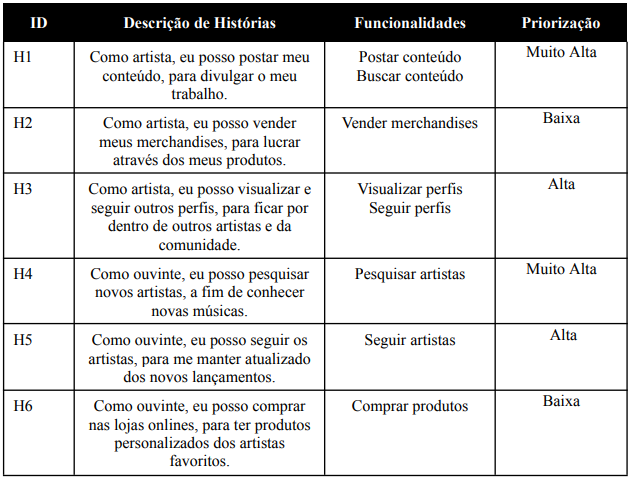 ID Descrição de Histórias Funcionalidades Priorização
H1 Como artista, eu posso postar meu Postar conteúdo Muito Alta
conteúdo, para divulgar o meu Buscar conteúdo
trabalho.
H2 Como artista, eu posso vender Vender merchandises Baixa
meus merchandises, para lucrar
através dos meus produtos.
H3 Como artista, eu posso visualizar e Visualizar perfis Alta
seguir outros perfis, para ficar por Seguir perfis
dentro de outros artistas e da
comunidade.
H4 Como ouvinte, eu posso pesquisar Pesquisar artistas Muito Alta
novos artistas, a fim de conhecer
novas músicas.
H5 Como ouvinte, eu posso seguir os Seguir artistas Alta
artistas, para me manter atualizado
dos novos lançamentos.
H6 Como ouvinte, eu posso comprar Comprar produtos Baixa
nas lojas onlines, para ter produtos
personalizados dos artistas
favoritos.